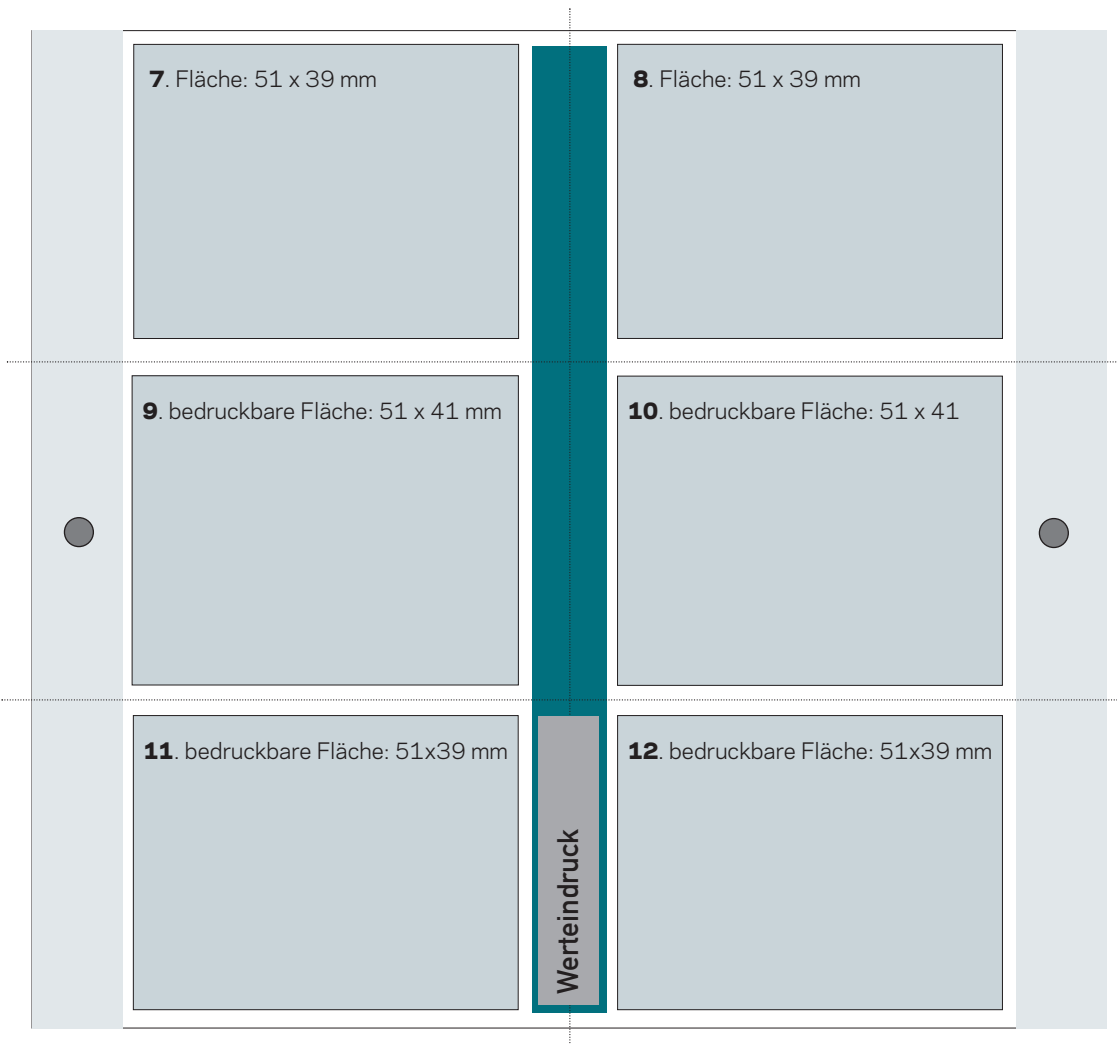 7. Fläche: 51 x 39 mm
8. Fläche: 51 x 39 mm
9. bedruckbare Fläche: 51 x 41 mm
10. bedruckbare Fläche: 51 x 41
11. bedruckbare Fläche: 51x39 mm
12. bedruckbare Fläche: 51x39 mm
Werteindruck